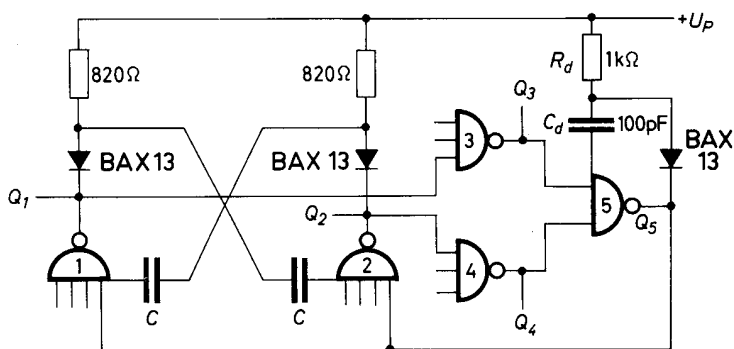 +U_P
820Ω
820Ω
R_d
1kΩ
Q_3
C_d
100pF
BAX 13
BAX 13
BAX
13
3
Q_1
Q_2
5
Q_5
1
2
4
C
C
Q_4